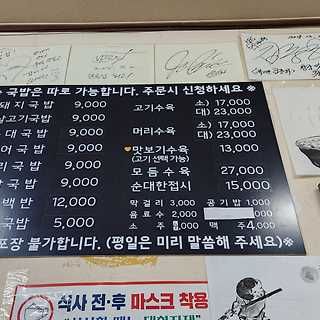 국밥은 따로 가능합니다. 주문시 신청하세요※
돼지국밥 9,000
살고기국밥 9,000
대국밥 9,000
어국밥 9,000
리국밥 9,000
국밥 9,000
백반 12,000
국밥 5,000
고기수육 소) 17,000
대) 23,000
머리수육 소) 17,000
대) 23,000
맛보기수육 13,000
(고기 선택 가능)
모듬수육 27,000
순대한접시 15,000
막걸리 3,000 공기밥 1,000
음료수 2,000
소주 맥주 4,000
포장 불가합니다. (평일은 미리 말씀해 주세요)※
식사 전·후 마스크 착용